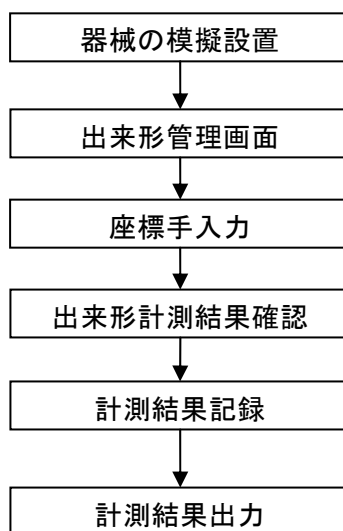 器械の模擬設置
出来形管理画面
座標手入力
出来形計測結果確認
計測結果記録
計測結果出力